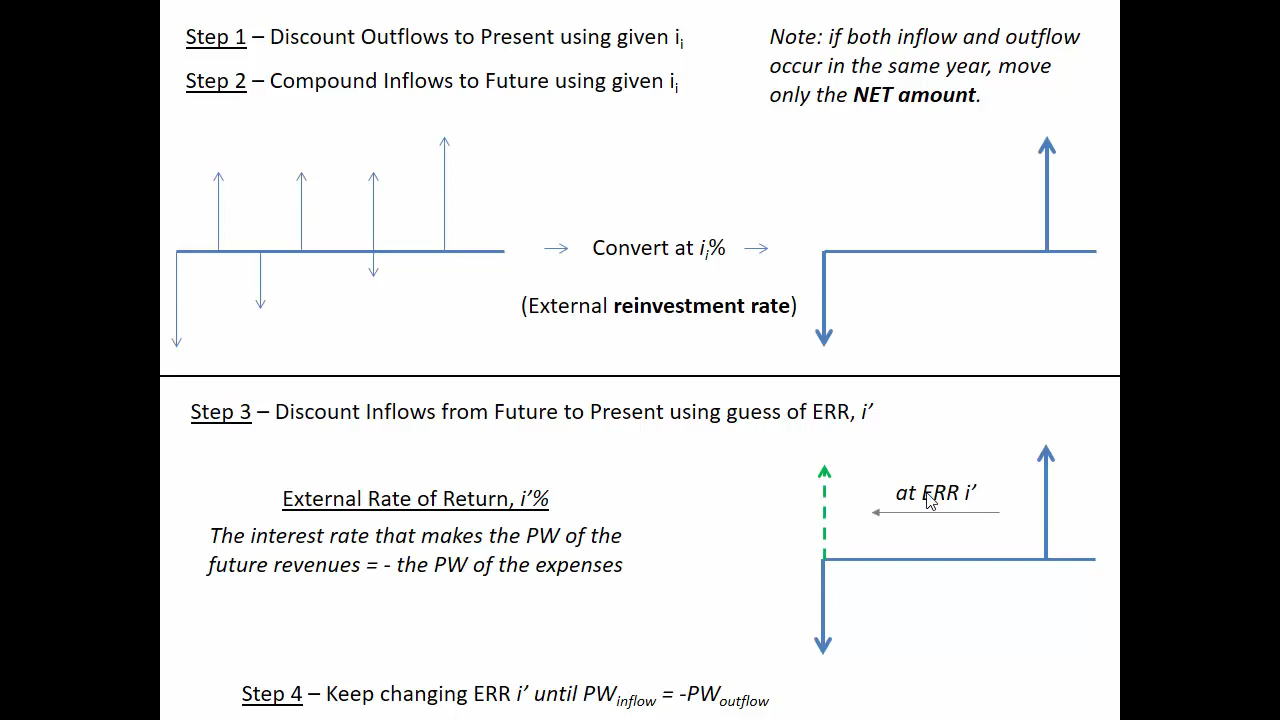 Step 1 – Discount Outflows to Present using given iᵢ
Step 2 – Compound Inflows to Future using given iᵢ
Note: if both inflow and outflow
occur in the same year, move
only the NET amount.
Convert at iᵢ%
(External reinvestment rate)
Step 3 – Discount Inflows from Future to Present using guess of ERR, i’
External Rate of Return, i’%
The interest rate that makes the PW of the
future revenues = - the PW of the expenses
at ERR i’
Step 4 – Keep changing ERR i’ until PWinflow = -PWoutflow